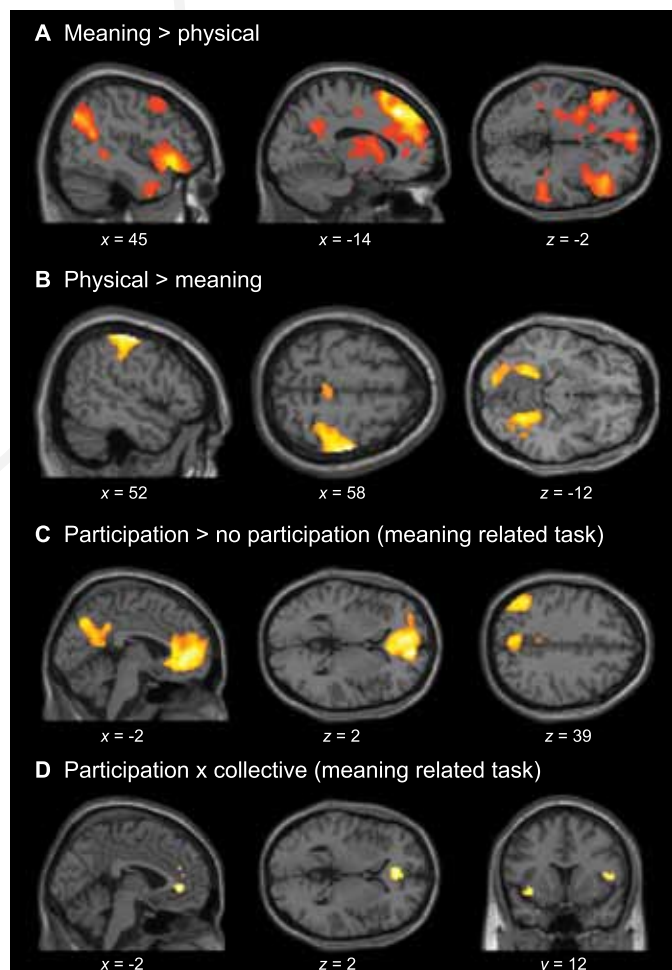 A Meaning > physical
x = 45 x = -14 z = -2
B Physical > meaning
x = 52 x = 58 z = -12
C Participation > no participation (meaning related task)
x = -2 z = 2 z = 39
D Participation x collective (meaning related task)
x = -2 z = 2 y = 12